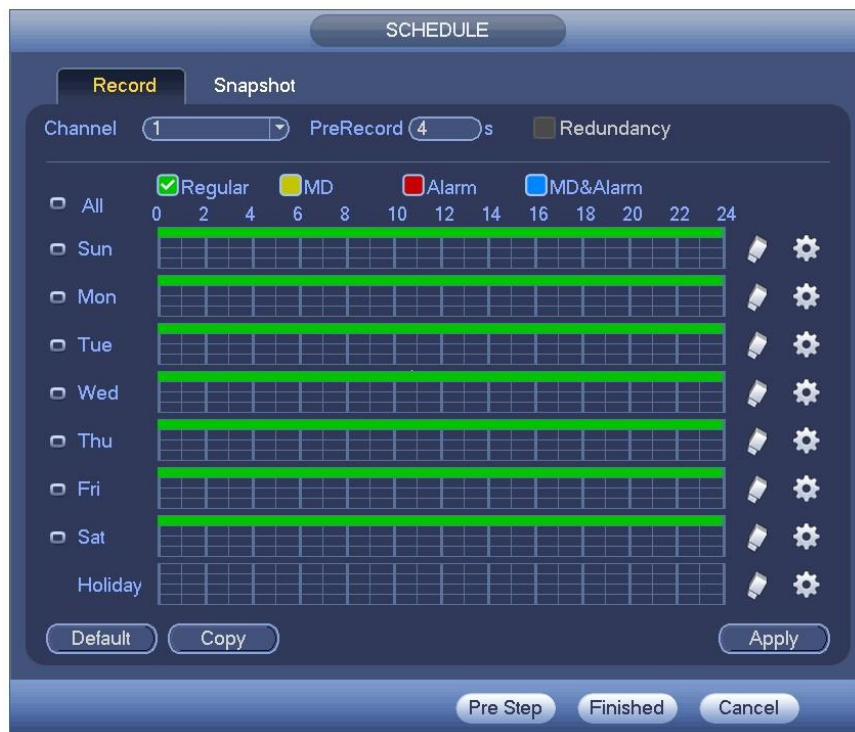 SCHEDULE
Record Snapshot
Channel 1 PreRecord 4 s Redundancy
Regular MD Alarm MD&Alarm
All 0 2 4 6 8 10 12 14 16 18 20 22 24
Sun
Mon
Tue
Wed
Thu
Fri
Sat
Holiday
Default Copy Apply
Pre Step Finished Cancel